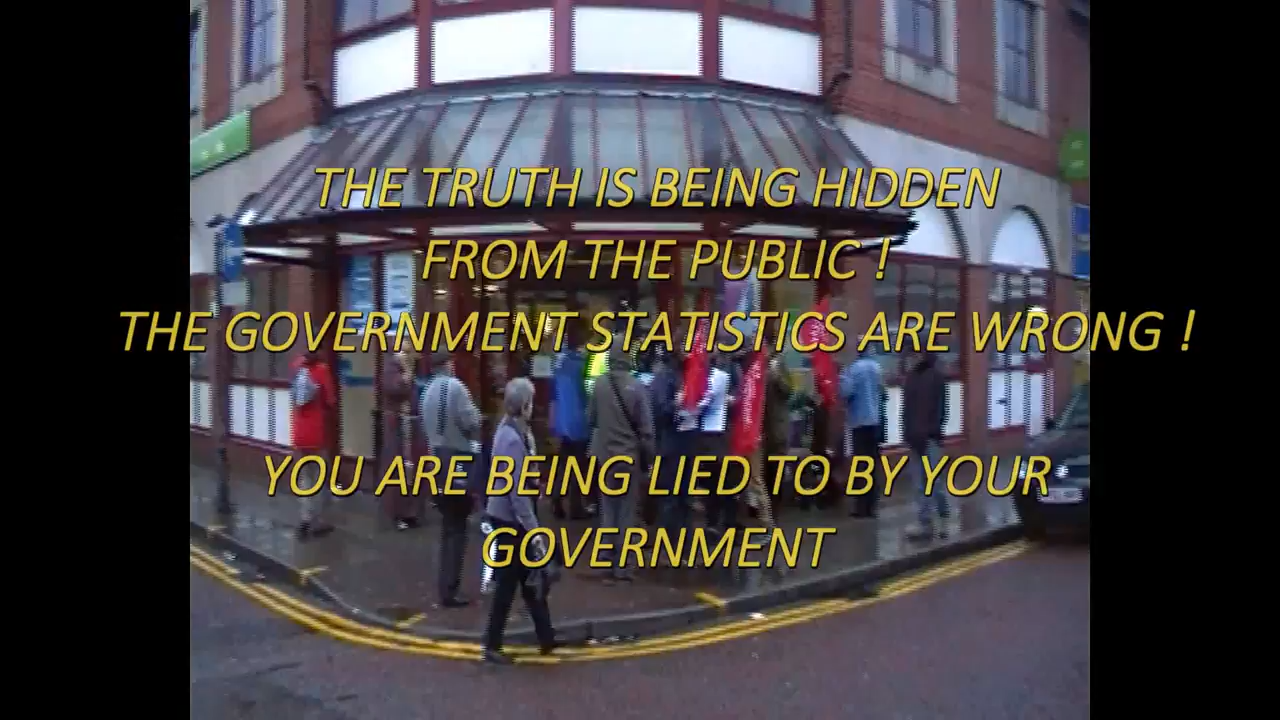 THE TRUTH IS BEING HIDDEN
FROM THE PUBLIC !
THE GOVERNMENT STATISTICS ARE WRONG !
YOU ARE BEING LIED TO BY YOUR
GOVERNMENT